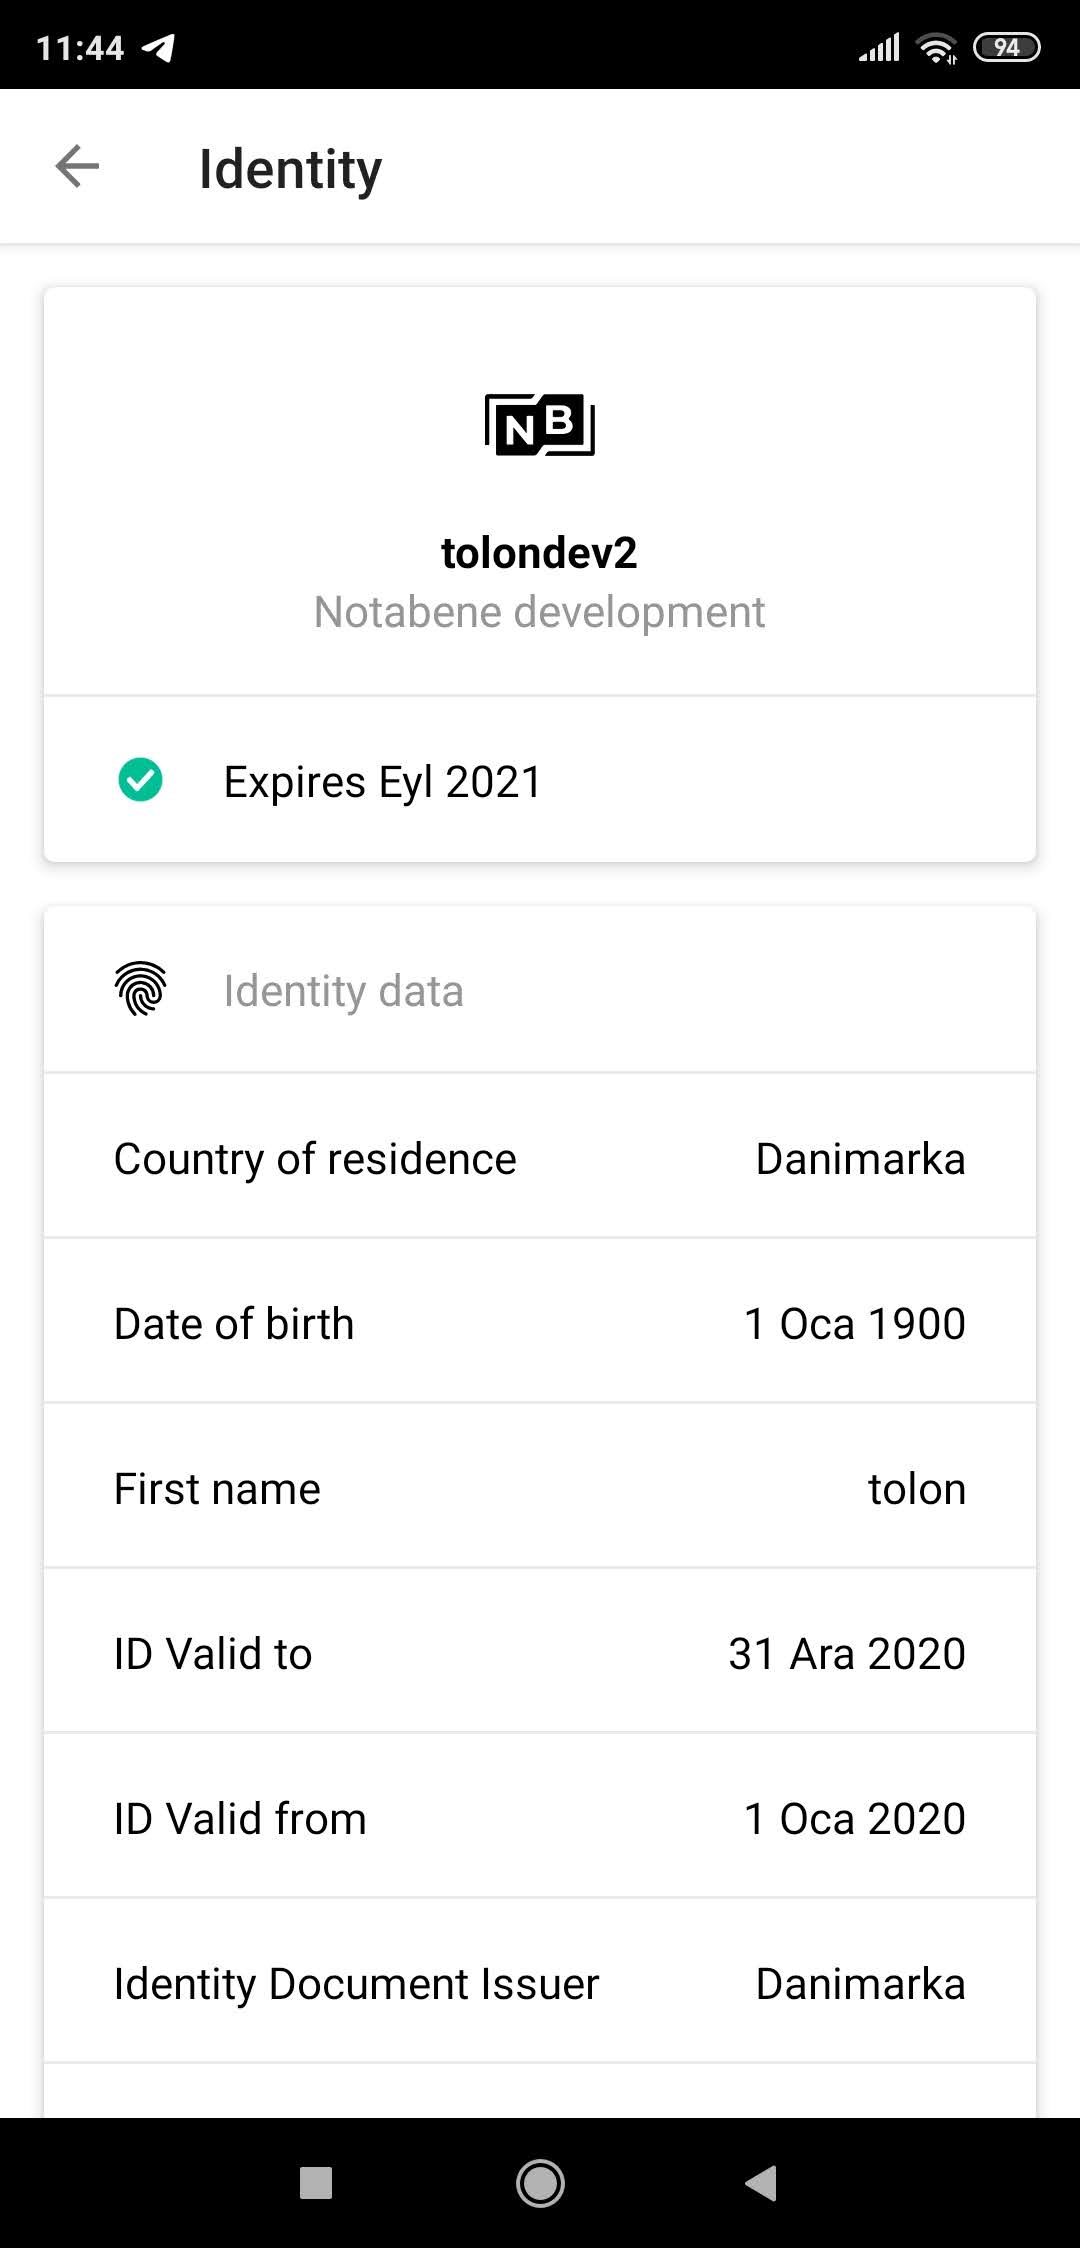 11:44
94
Identity
NB
tolondev2
Notabene development
Expires Eyl 2021
Identity data
Country of residence Danimarka
Date of birth 1 Oca 1900
First name tolon
ID Valid to 31 Ara 2020
ID Valid from 1 Oca 2020
Identity Document Issuer Danimarka